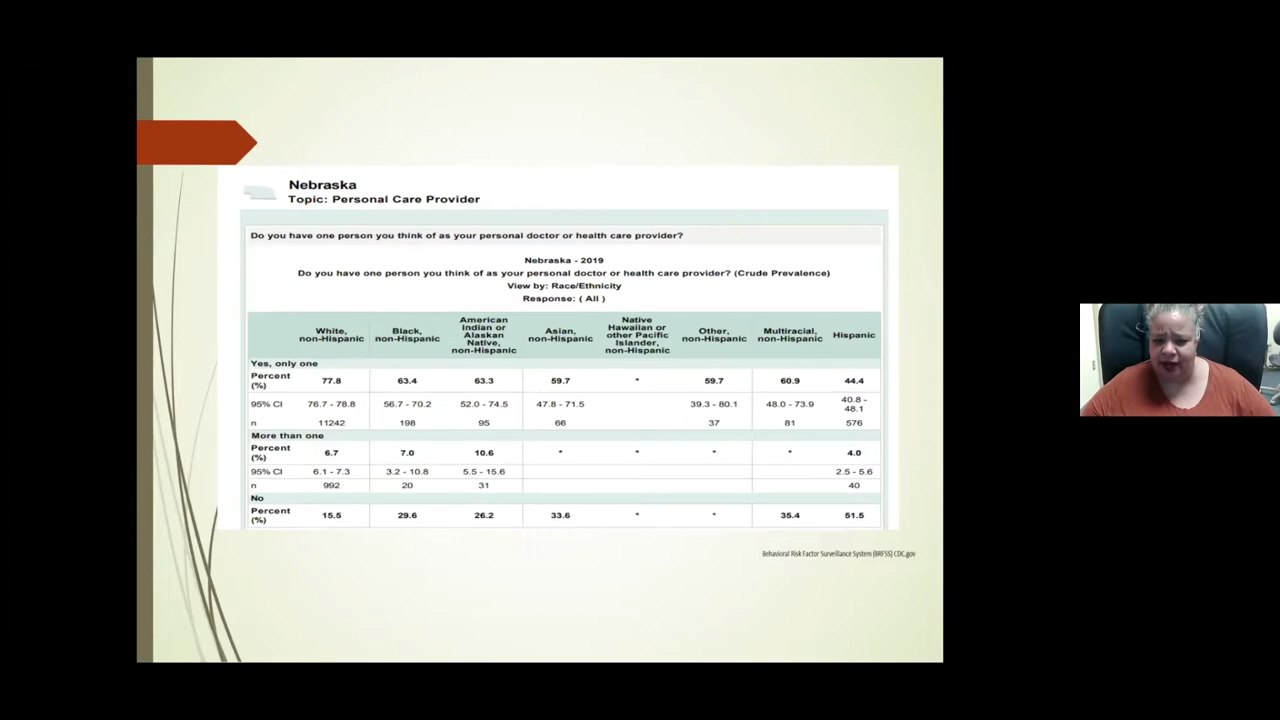 Nebraska
Topic: Personal Care Provider
Do you have one person you think of as your personal doctor or health care provider?
Nebraska - 2019
Do you have one person you think of as your personal doctor or health care provider? (Crude Prevalence)
View by: Race/Ethnicity
Response: ( All )
White, non-Hispanic Black, non-Hispanic American Indian or Alaskan Native, non-Hispanic Asian, non-Hispanic Native Hawaiian or other Pacific Islander, non-Hispanic Other, non-Hispanic Multiracial, non-Hispanic Hispanic
Yes, only one
Percent (%) 77.8 63.4 63.3 59.7 * 59.7 60.9 44.4
95% CI 76.7 - 78.8 56.7 - 70.2 52.0 - 74.5 47.8 - 71.5 39.3 - 80.1 48.0 - 73.9 40.8 - 48.1
n 11242 198 95 66 37 81 576
More than one
Percent (%) 6.7 7.0 10.6 * * * * 4.0
95% CI 6.1 - 7.3 3.2 - 10.8 5.5 - 15.6 2.5 - 5.6
n 992 20 31 40
No
Percent (%) 15.5 29.6 26.2 33.6 * * 35.4 51.5
Behavioral Risk Factor Surveillance System (BRFSS) CDC.gov